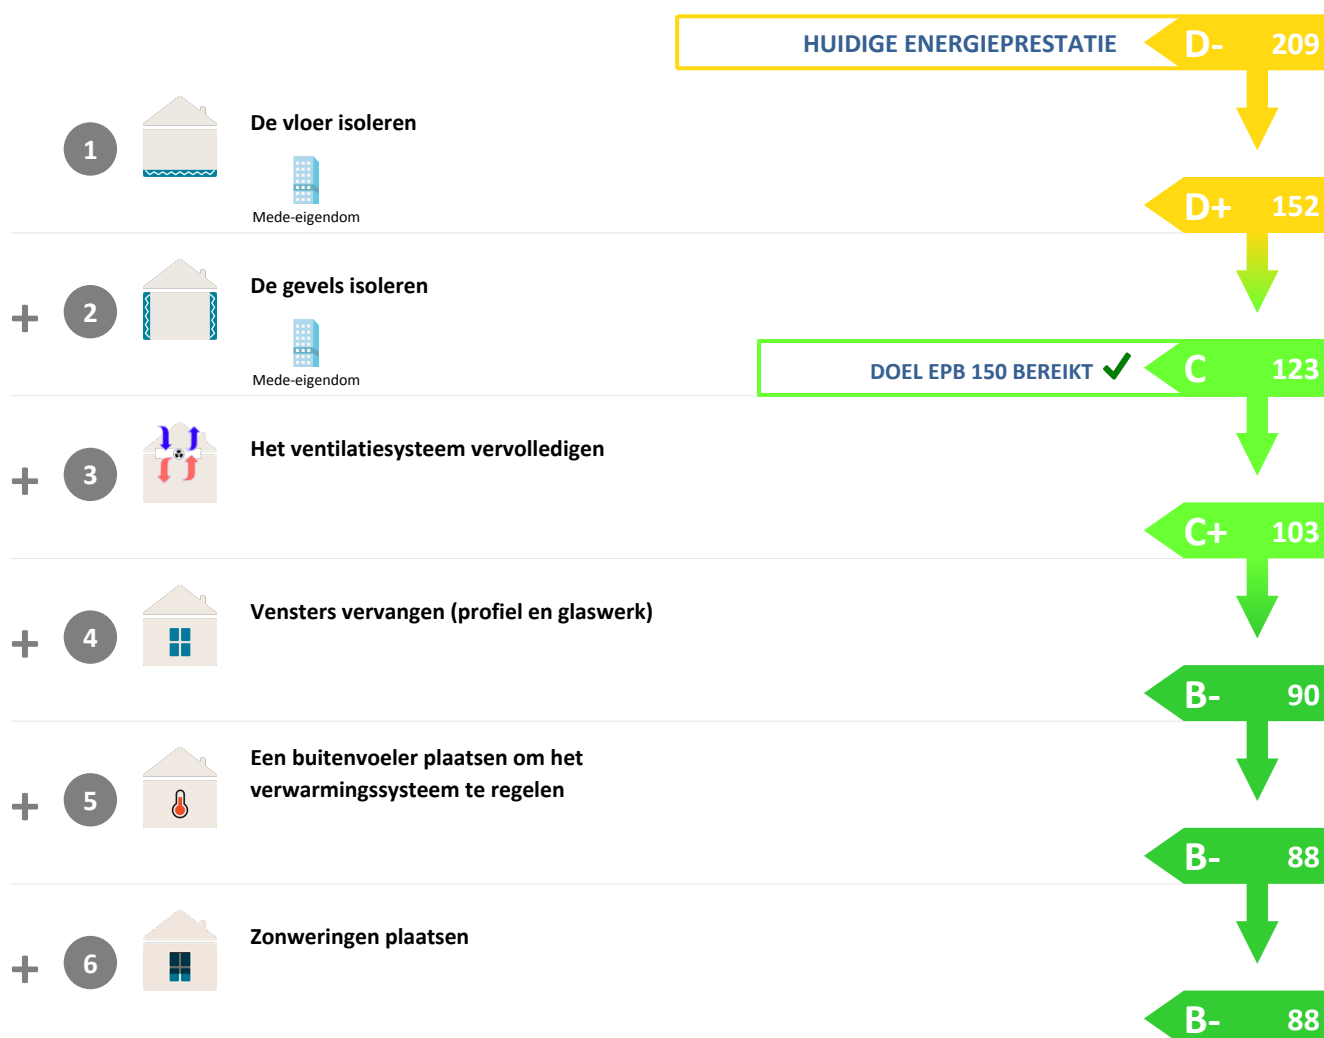 HUIDIGE ENERGIEPRESTATIE D- 209
1 De vloer isoleren
Mede-eigendom
D+ 152
+ 2 De gevels isoleren
Mede-eigendom
DOEL EPB 150 BEREIKT C 123
+ 3 Het ventilatiesysteem vervolledigen
C+ 103
+ 4 Vensters vervangen (profiel en glaswerk)
B- 90
+ 5 Een buitenvoeler plaatsen om het
verwarmingssysteem te regelen
B- 88
+ 6 Zonweringen plaatsen
B- 88